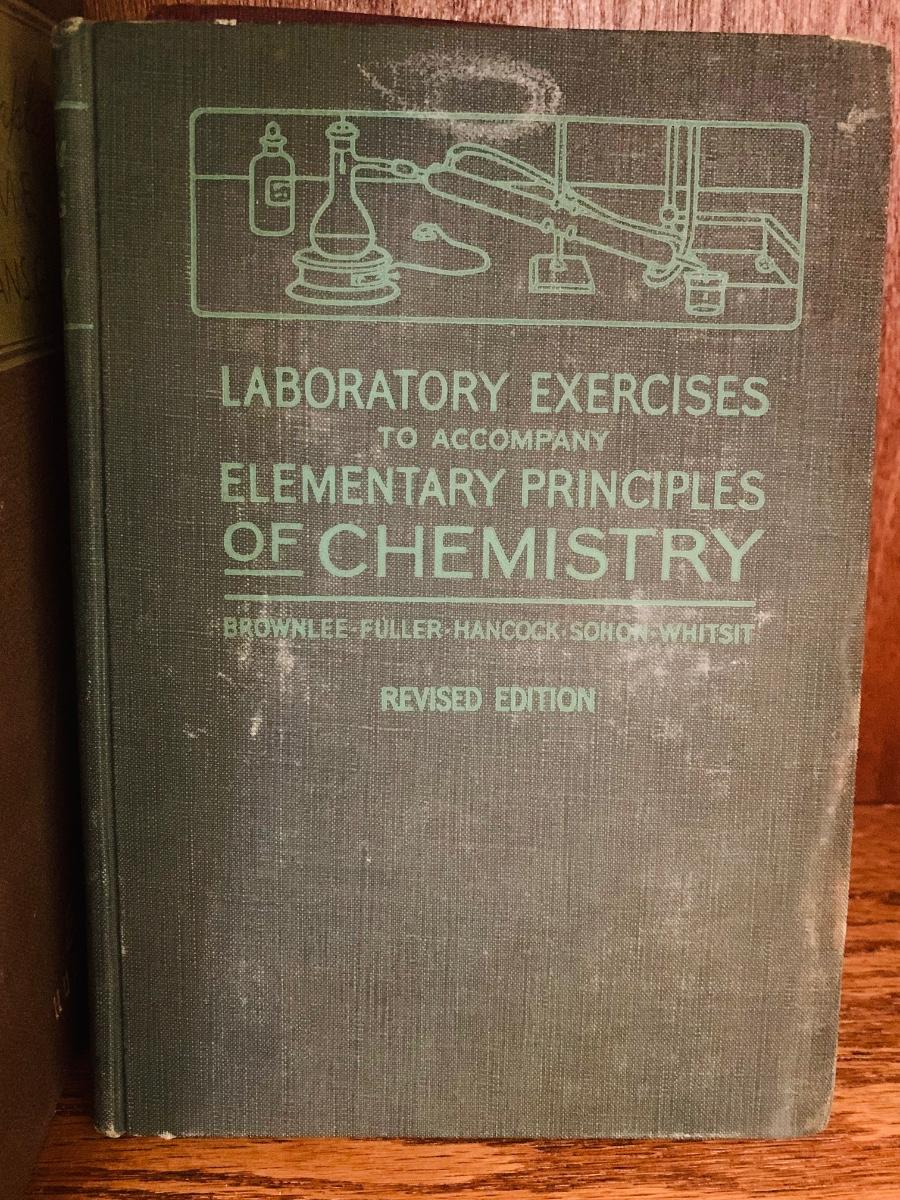 LABORATORY EXERCISES
TO ACCOMPANY
ELEMENTARY PRINCIPLES
OF CHEMISTRY
BROWNLEE·FULLER·HANCOCK·SOHON·WHITSIT
REVISED EDITION